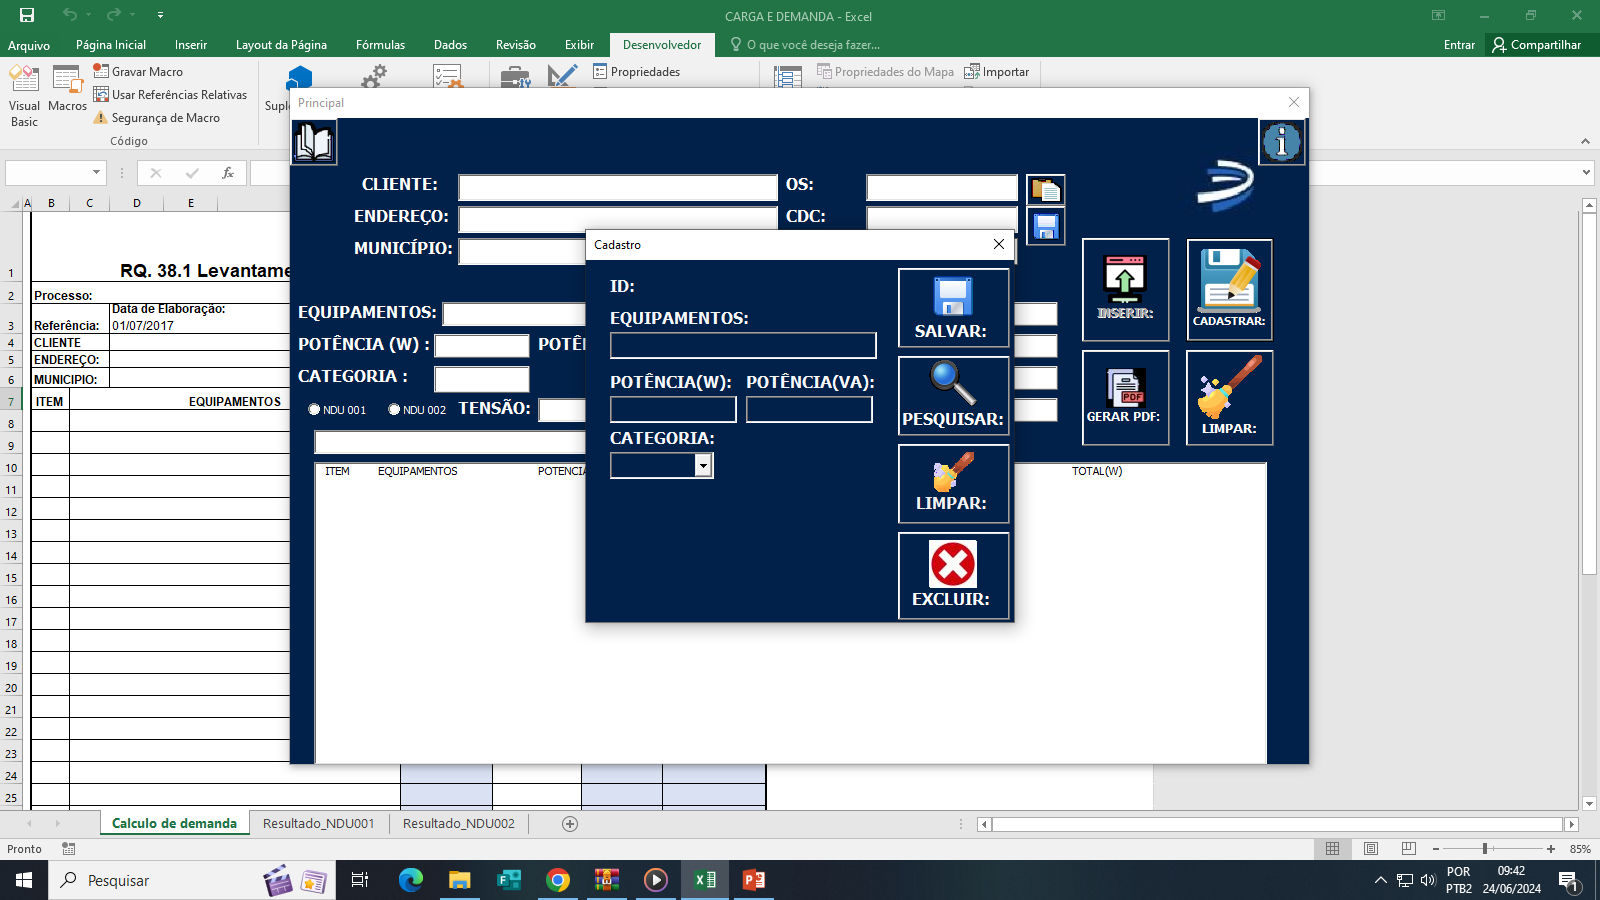 CARGA E DEMANDA - Excel
Arquivo
Página Inicial
Inserir
Layout da Página
Fórmulas
Dados
Revisão
Exibir
Desenvolvedor
O que você deseja fazer...
Entrar
Compartilhar
Visual
Basic
Macros
Gravar Macro
Usar Referências Relativas
Segurança de Macro
Código
Propriedades
Propriedades do Mapa
Importar
Principal
fx
A
B
C
D
E
CLIENTE:
OS:
ENDEREÇO:
CDC:
MUNICÍPIO:
EQUIPAMENTOS:
POTÊNCIA (W) :
CATEGORIA :
NDU 001
NDU 002
TENSÃO:
INSERIR:
CADASTRAR:
GERAR PDF:
LIMPAR:
ITEM
EQUIPAMENTOS
TOTAL(W)
Cadastro
ID:
EQUIPAMENTOS:
POTÊNCIA(W):
POTÊNCIA(VA):
CATEGORIA:
SALVAR:
PESQUISAR:
LIMPAR:
EXCLUIR:
1
RQ. 38.1
2
Processo:
Data de Elaboração:
3
Referência:
01/07/2017
4
CLIENTE
5
ENDEREÇO:
6
MUNICIPIO:
7
ITEM
EQUIPAMENTOS
8
9
10
11
12
13
14
15
16
17
18
19
20
21
22
23
24
25
Calculo de demanda
Resultado_NDU001
Resultado_NDU002
Pronto
85%
Pesquisar
POR
PTB2
09:42
24/06/2024
1